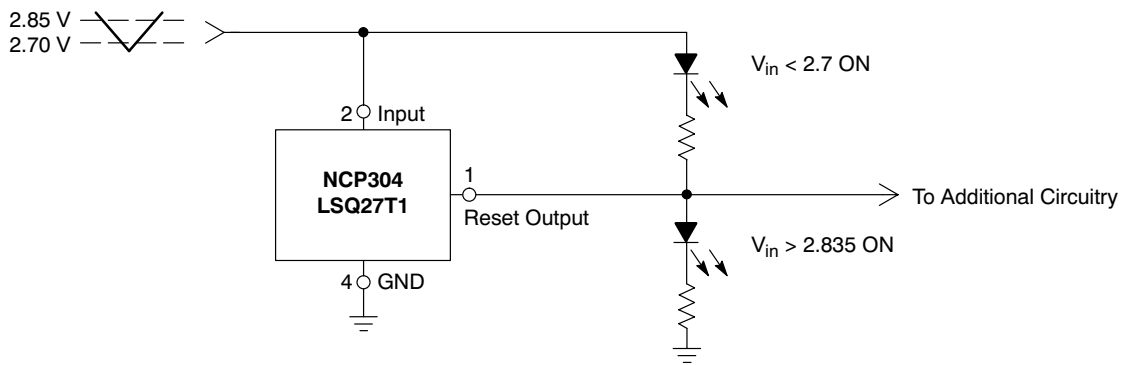 2.85 V
2.70 V
Vin < 2.7 ON
2 Input
NCP304
LSQ27T1
1
Reset Output
To Additional Circuitry
Vin > 2.835 ON
4 GND